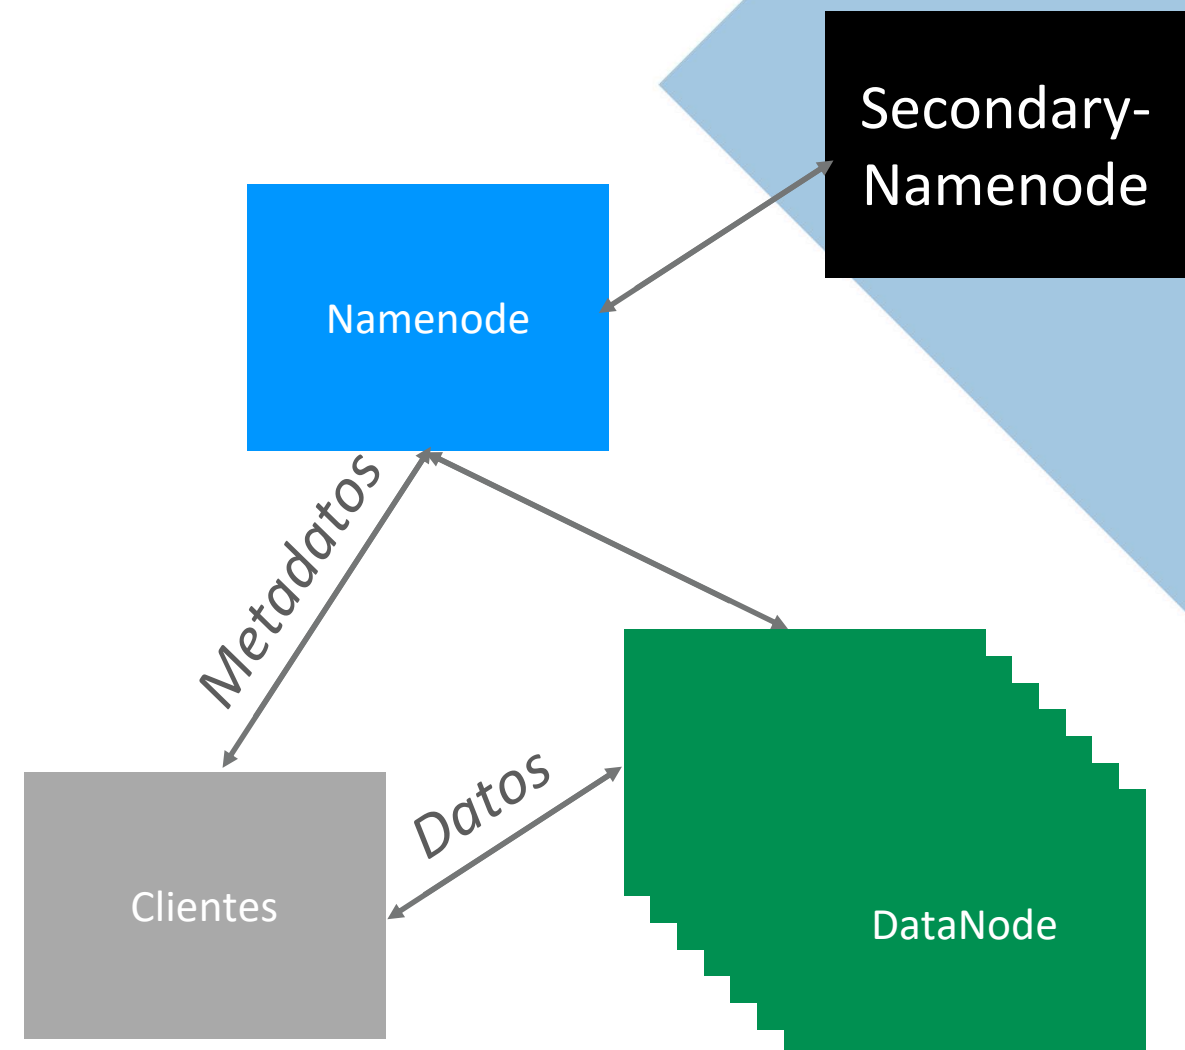 Secondary-
Namenode
Namenode
Metadatos
Datos
Clientes
DataNode